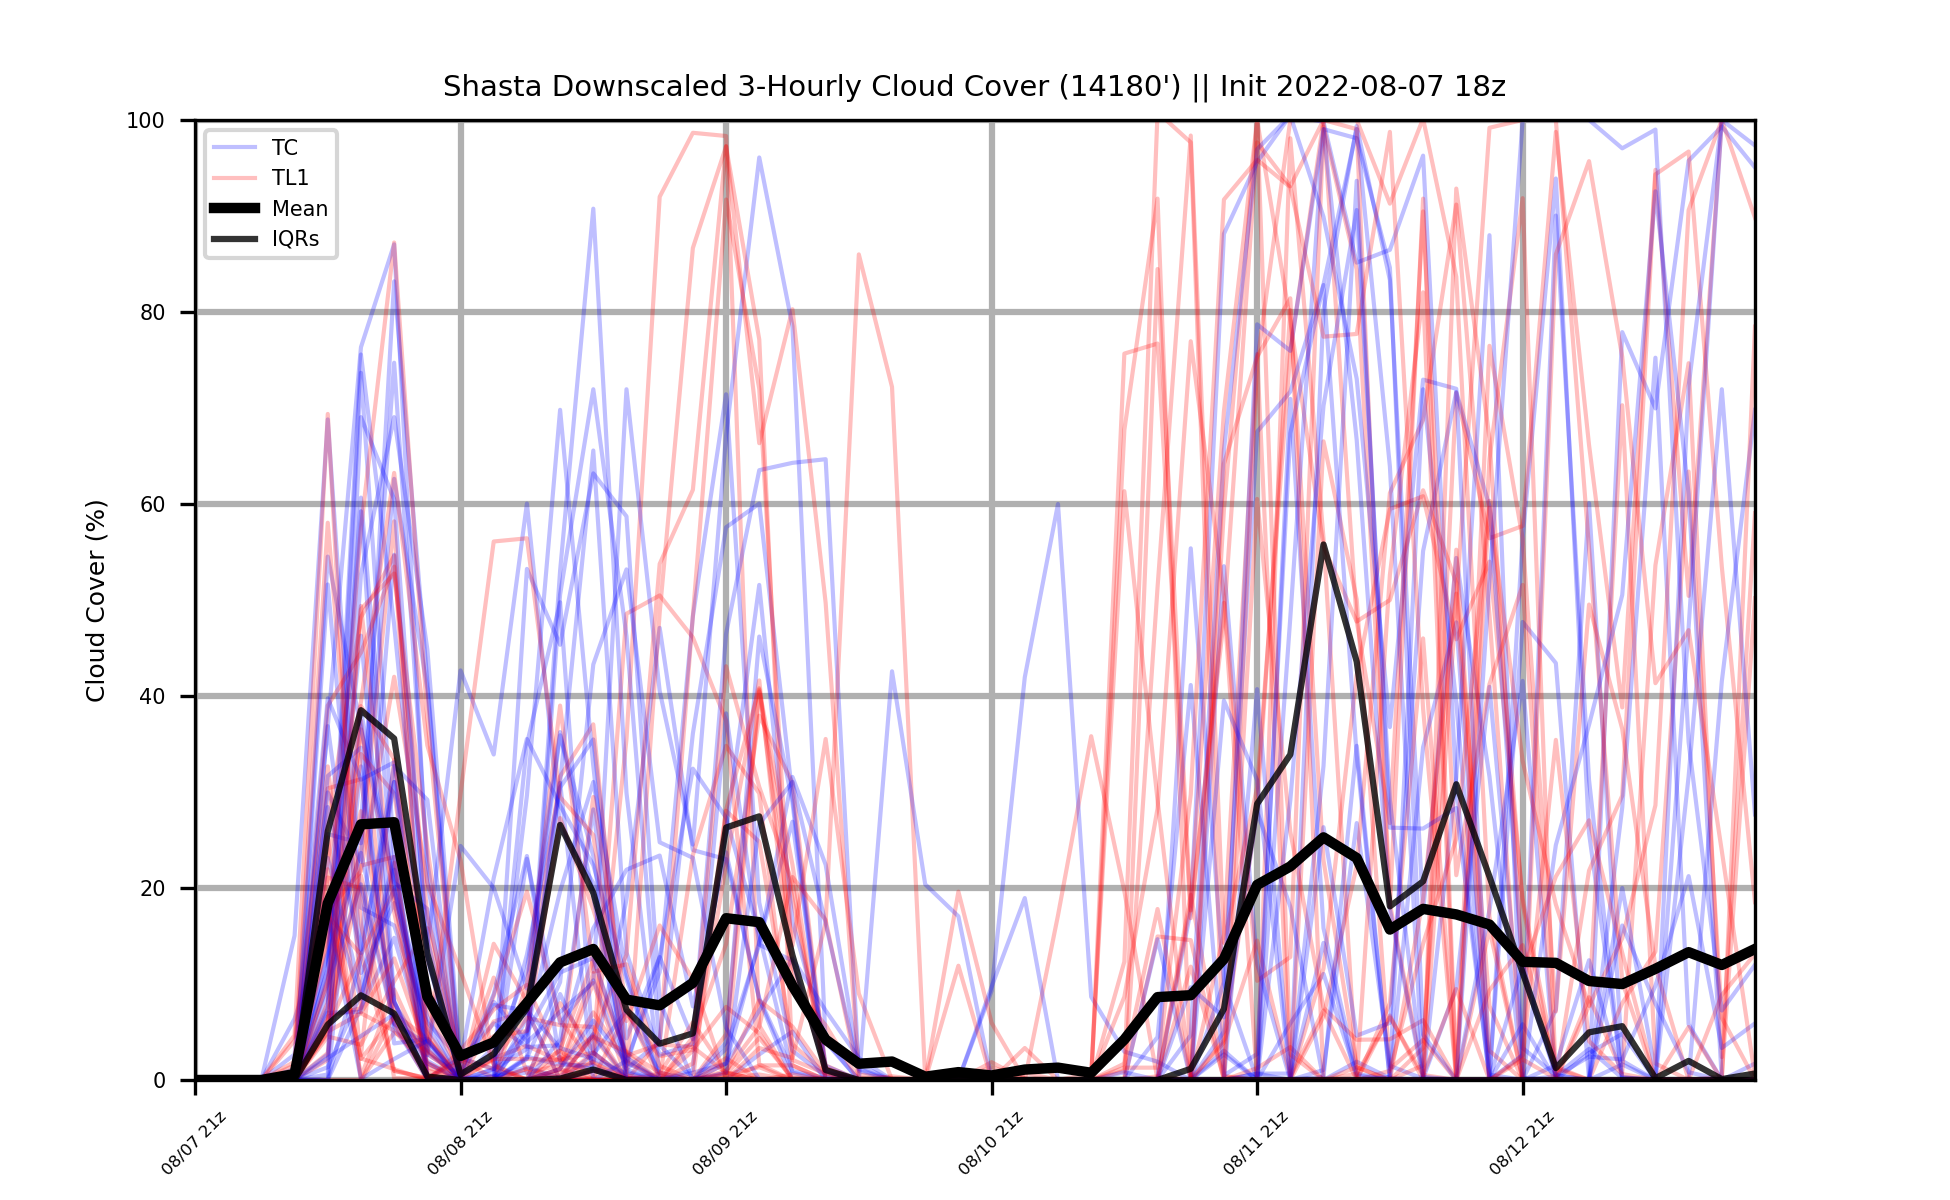 Shasta Downscaled 3-Hourly Cloud Cover (14180') || Init 2022-08-07 18z
100
80
60
40
20
0
Cloud Cover (%)
TC
TL1
Mean
IQRs
08/07 21z
08/08 21z
08/09 21z
08/10 21z
08/11 21z
08/12 21z